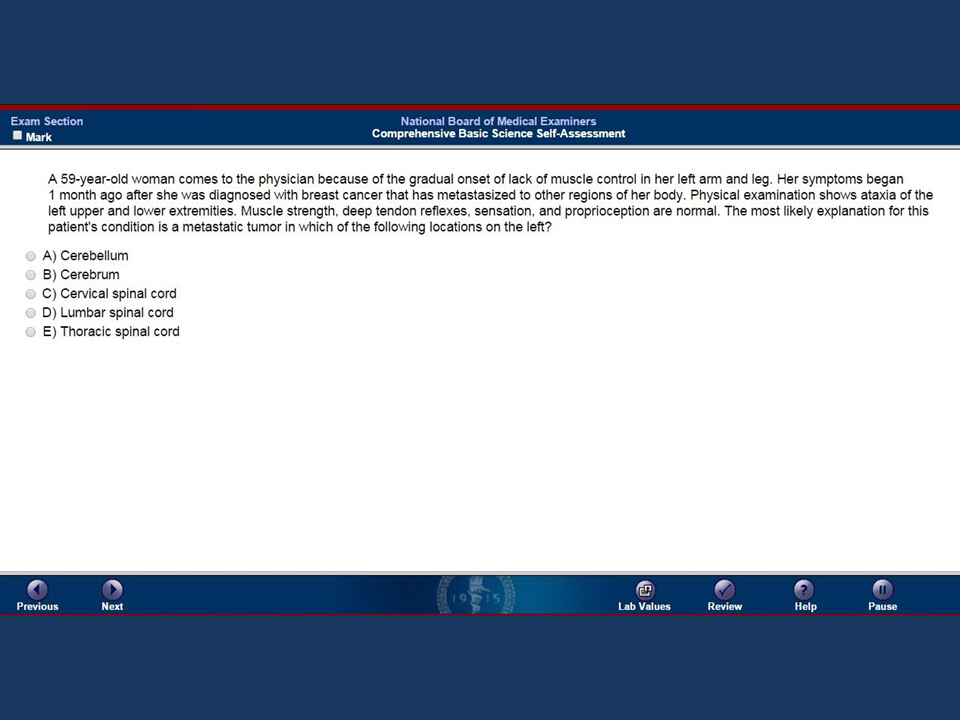 Exam Section
Mark
National Board of Medical Examiners
Comprehensive Basic Science Self-Assessment
A 59-year-old woman comes to the physician because of the gradual onset of lack of muscle control in her left arm and leg. Her symptoms began
1 month ago after she was diagnosed with breast cancer that has metastasized to other regions of her body. Physical examination shows ataxia of the
left upper and lower extremities. Muscle strength, deep tendon reflexes, sensation, and proprioception are normal. The most likely explanation for this
patient's condition is a metastatic tumor in which of the following locations on the left?
A) Cerebellum
B) Cerebrum
C) Cervical spinal cord
D) Lumbar spinal cord
E) Thoracic spinal cord
19 15
Previous
Next
Lab Values
Review
Help
Pause